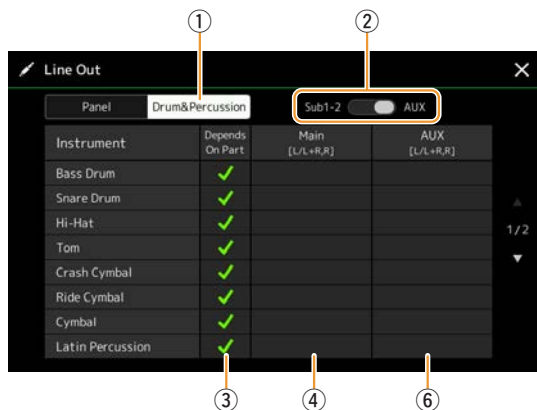 ① ②
Line Out ×
Panel Drum&Percussion Sub1-2 AUX
Instrument Depends On Part Main [L/L+R,R] AUX [L/L+R,R]
Bass Drum ✓
Snare Drum ✓
Hi-Hat ✓
1/2
Tom ✓
Crash Cymbal ✓
Ride Cymbal ✓
Cymbal ✓
Latin Percussion ✓
③ ④ ⑥